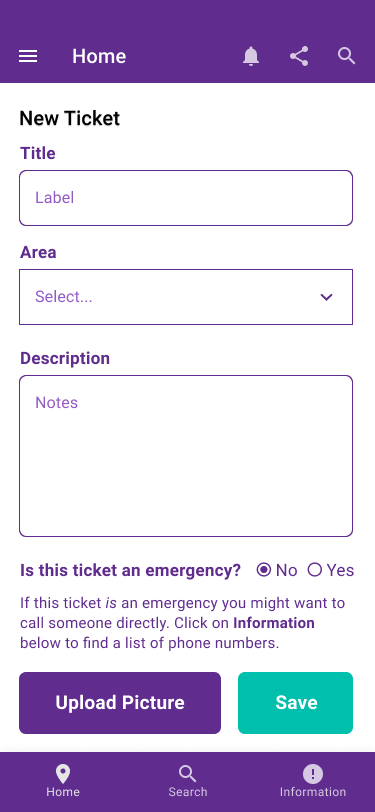 Home
New Ticket
Title
Label
Area
Select...
Description
Notes
Is this ticket an emergency? No Yes
If this ticket is an emergency you might want to
call someone directly. Click on Information
below to find a list of phone numbers.
Upload Picture Save
Home Search Information